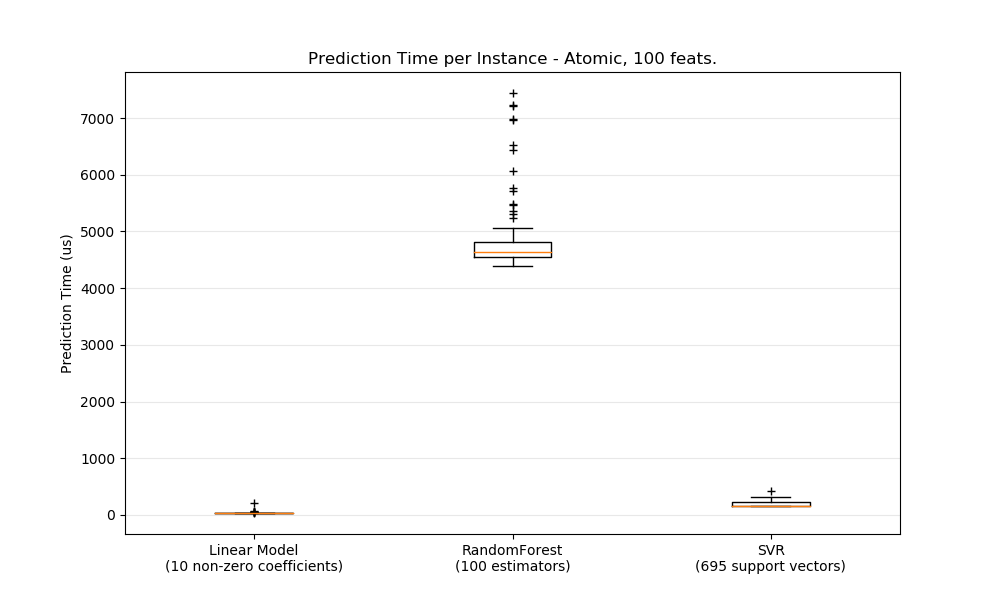 Prediction Time per Instance - Atomic, 100 feats.
Prediction Time (us)
7000
6000
5000
4000
3000
2000
1000
0
Linear Model
(10 non-zero coefficients)
RandomForest
(100 estimators)
SVR
(695 support vectors)